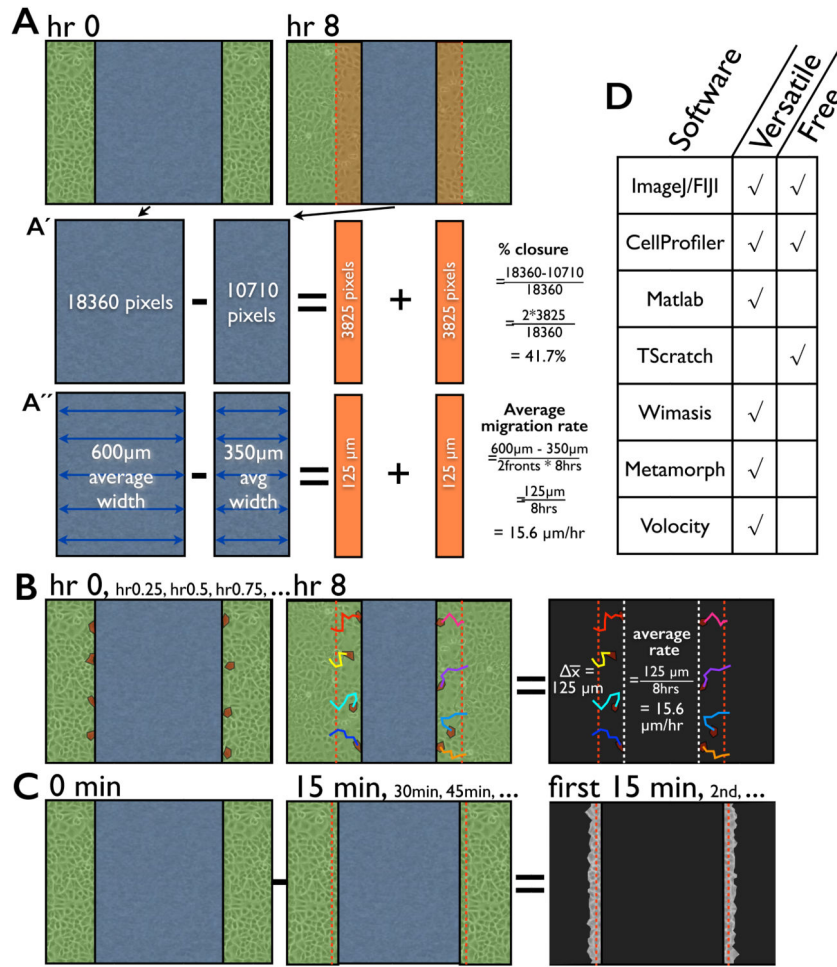 A
hr 0
hr 8
A′
18360 pixels
-
10710
pixels
=
3825 pixels
+
3825 pixels
% closure
=18360-10710
18360
=2*3825
18360
= 41.7%
A′′
600μm
average
width
-
350μm
avg
width
=
125 μm
+
125 μm
Average
migration rate
=600μm - 350μm
2fronts * 8hrs
=125μm
8hrs
= 15.6 μm/hr
D
Software
Versatile
Free
ImageJ/FIJI √ √
CellProfiler √ √
Matlab √
TScratch √
Wimasis √
Metamorph √
Volocity √
B
hr 0, hr0.25, hr0.5, hr0.75, ...
hr 8
=
Δx̅ =
125 μm
average
rate
=125 μm
8hrs
= 15.6
μm/hr
C
0 min
15 min, 30min, 45min, ...
first 15 min, 2nd, ...
-
=